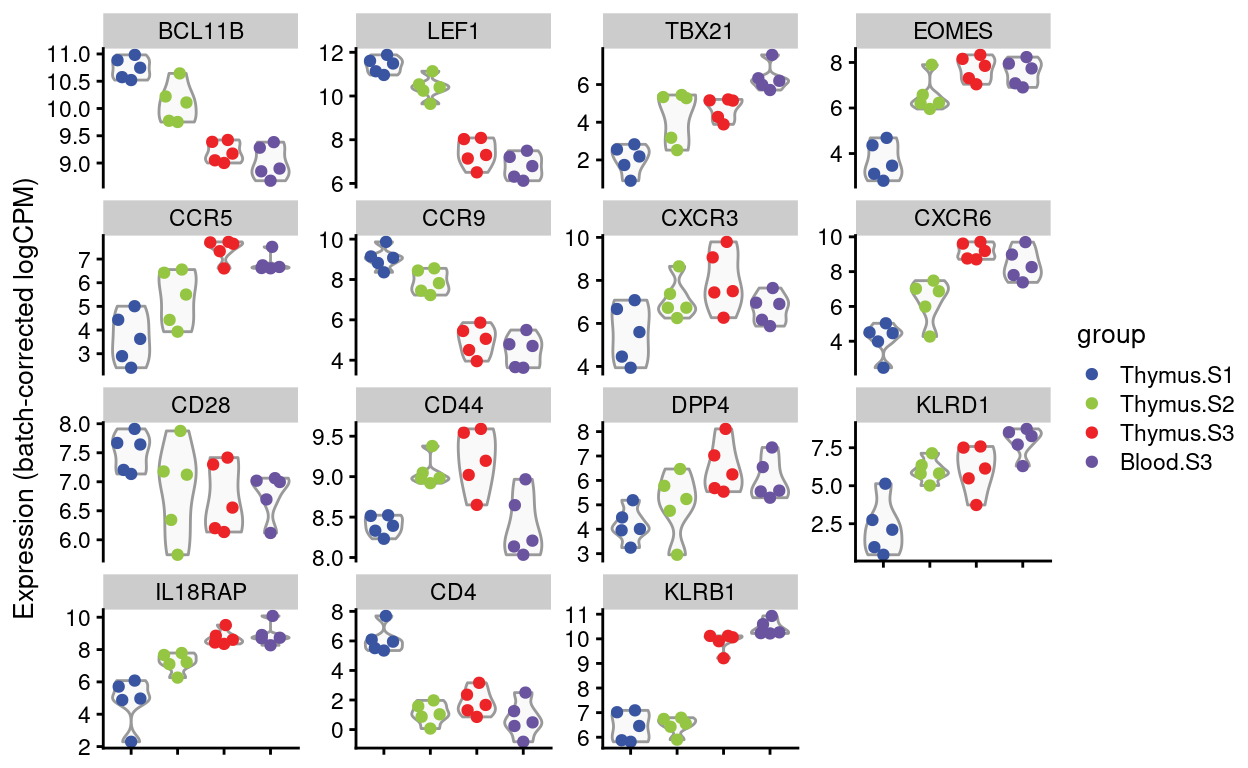 BCL11B LEF1 TBX21 EOMES
11.0 10.5 10.0 9.5 9.0
12 10 8 6
6 4 2
8 6 4
CCR5 CCR9 CXCR3 CXCR6
7 6 5 4 3
10 8 6 4
10 8 6 4
10 8 6 4
CD28 CD44 DPP4 KLRD1
8.0 7.5 7.0 6.5 6.0
9.5 9.0 8.5 8.0
8 7 6 5 4 3
7.5 5.0 2.5
IL18RAP CD4 KLRB1
10 8 6 4 2
8 6 4 2 0
11 10 9 8 7 6
Expression (batch-corrected logCPM)
group
Thymus.S1
Thymus.S2
Thymus.S3
Blood.S3